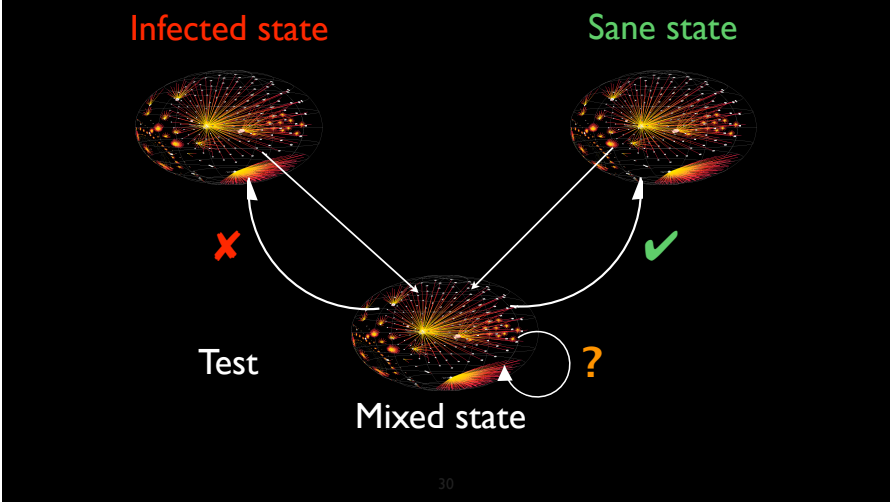 Infected state
Sane state
✘
✔
Test
?
Mixed state
30